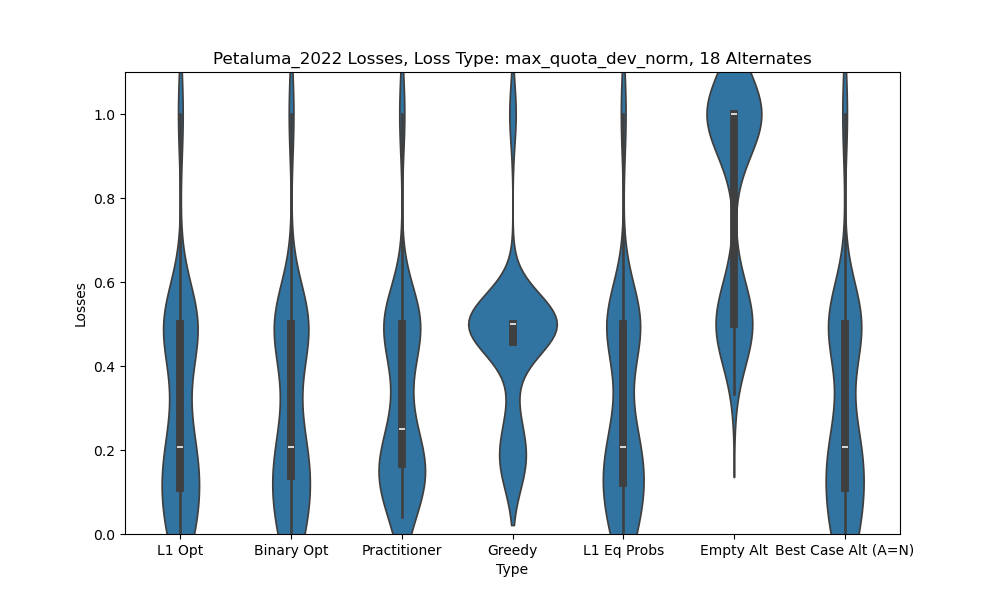 Petaluma_2022 Losses, Loss Type: max_quota_dev_norm, 18 Alternates
Losses
1.0
0.8
0.6
0.4
0.2
0.0
L1 Opt Binary Opt Practitioner Greedy L1 Eq Probs Empty Alt Best Case Alt (A=N)
Type